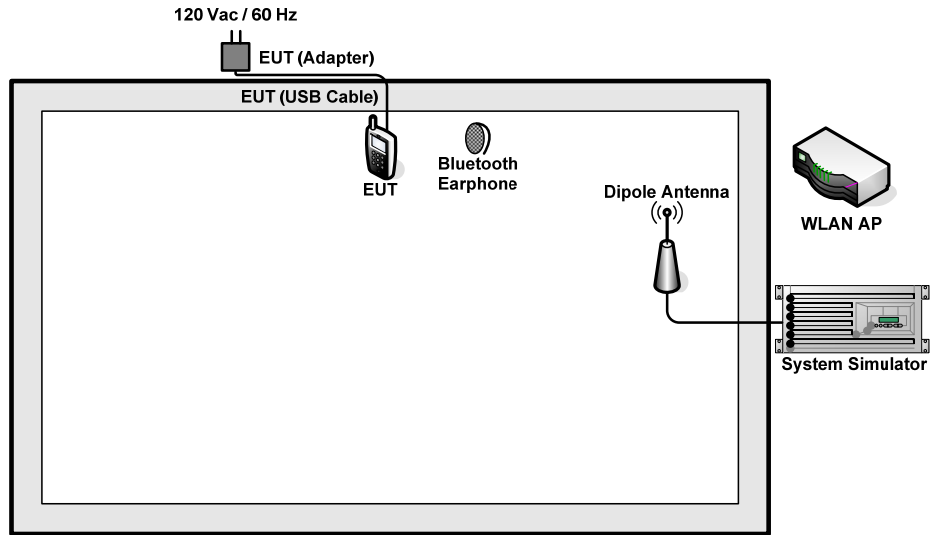 120 Vac / 60 Hz
EUT (Adapter)
EUT (USB Cable)
EUT
Bluetooth
Earphone
Dipole Antenna
WLAN AP
System Simulator